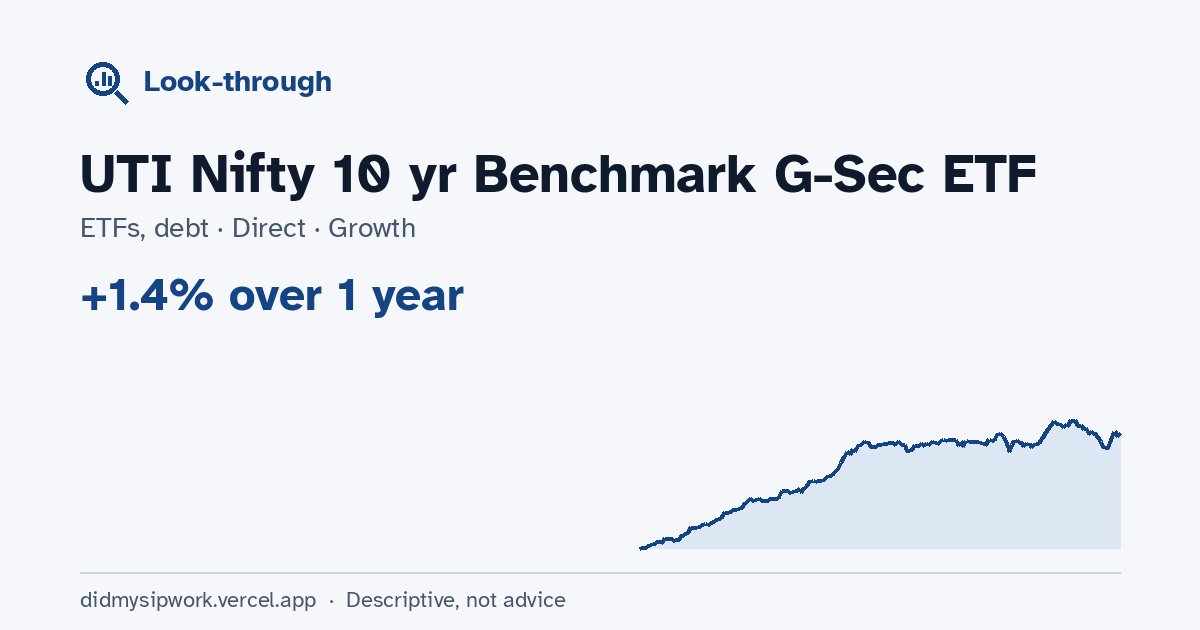 Look-through
UTI Nifty 10 yr Benchmark G-Sec ETF
ETFs, debt · Direct · Growth
+1.4% over 1 year
didmysipwork.vercel.app · Descriptive, not advice